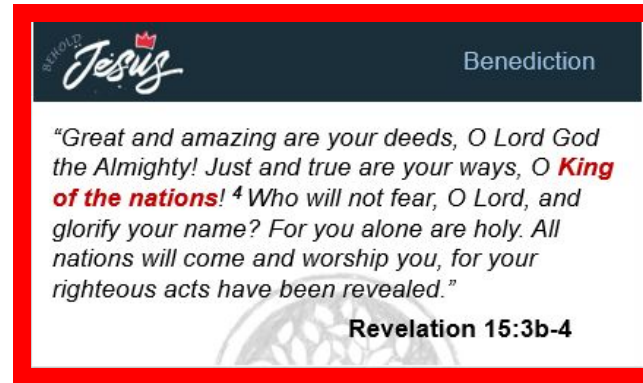 BEHOLD
Jesus
Benediction
“Great and amazing are your deeds, O Lord God
the Almighty! Just and true are your ways, O King
of the nations! 4 Who will not fear, O Lord, and
glorify your name? For you alone are holy. All
nations will come and worship you, for your
righteous acts have been revealed.”
Revelation 15:3b-4